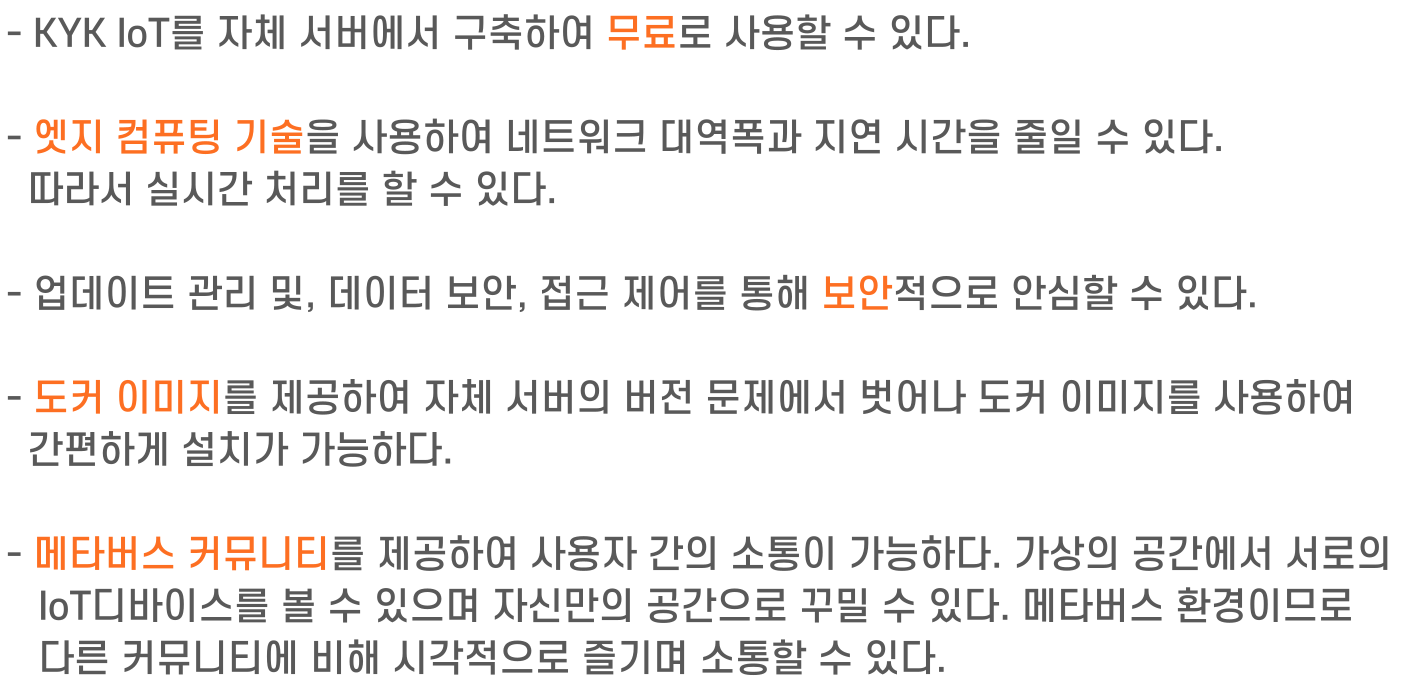 - KYK IoT를 자체 서버에서 구축하여 무료로 사용할 수 있다.
- 엣지 컴퓨팅 기술을 사용하여 네트워크 대역폭과 지연 시간을 줄일 수 있다.
따라서 실시간 처리를 할 수 있다.
- 업데이트 관리 및, 데이터 보안, 접근 제어를 통해 보안적으로 안심할 수 있다.
- 도커 이미지를 제공하여 자체 서버의 버전 문제에서 벗어나 도커 이미지를 사용하여
간편하게 설치가 가능하다.
- 메타버스 커뮤니티를 제공하여 사용자 간의 소통이 가능하다. 가상의 공간에서 서로의
IoT디바이스를 볼 수 있으며 자신만의 공간으로 꾸밀 수 있다. 메타버스 환경이므로
다른 커뮤니티에 비해 시각적으로 즐기며 소통할 수 있다.